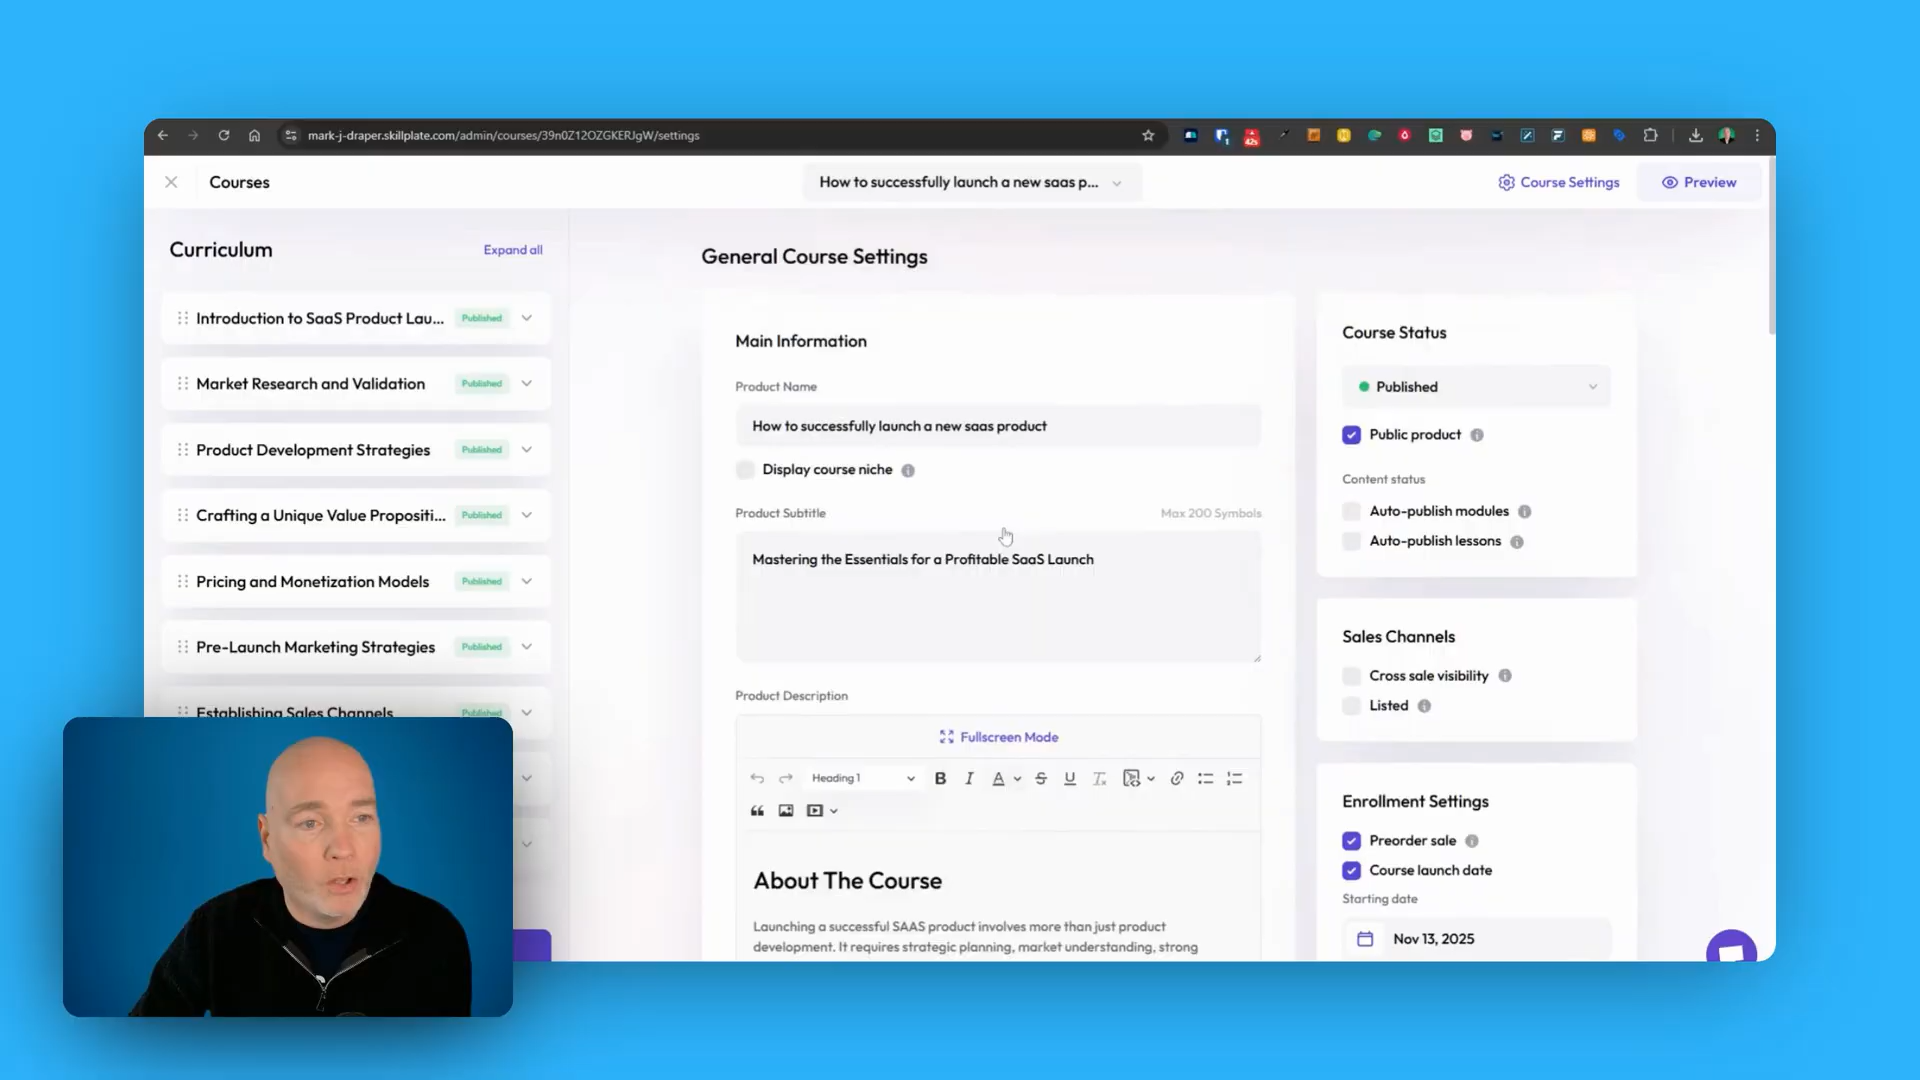 mark-j-draper.skillplate.com/admin/courses/39n0Z12OZGKERJgW/settings
Courses
How to successfully launch a new saas p...
Course Settings
Preview
Curriculum
Expand all
Introduction to SaaS Product Lau...
Published
Market Research and Validation
Published
Product Development Strategies
Published
Crafting a Unique Value Propositi...
Published
Pricing and Monetization Models
Published
Pre-Launch Marketing Strategies
Published
Establishing Sales Channels
Published
General Course Settings
Main Information
Product Name
How to successfully launch a new saas product
Display course niche
Product Subtitle
Max 200 Symbols
Mastering the Essentials for a Profitable SaaS Launch
Product Description
Fullscreen Mode
Heading 1
About The Course
Launching a successful SAAS product involves more than just product
development. It requires strategic planning, market understanding, strong
Course Status
Published
Public product
Content status
Auto-publish modules
Auto-publish lessons
Sales Channels
Cross sale visibility
Listed
Enrollment Settings
Preorder sale
Course launch date
Starting date
Nov 13, 2025